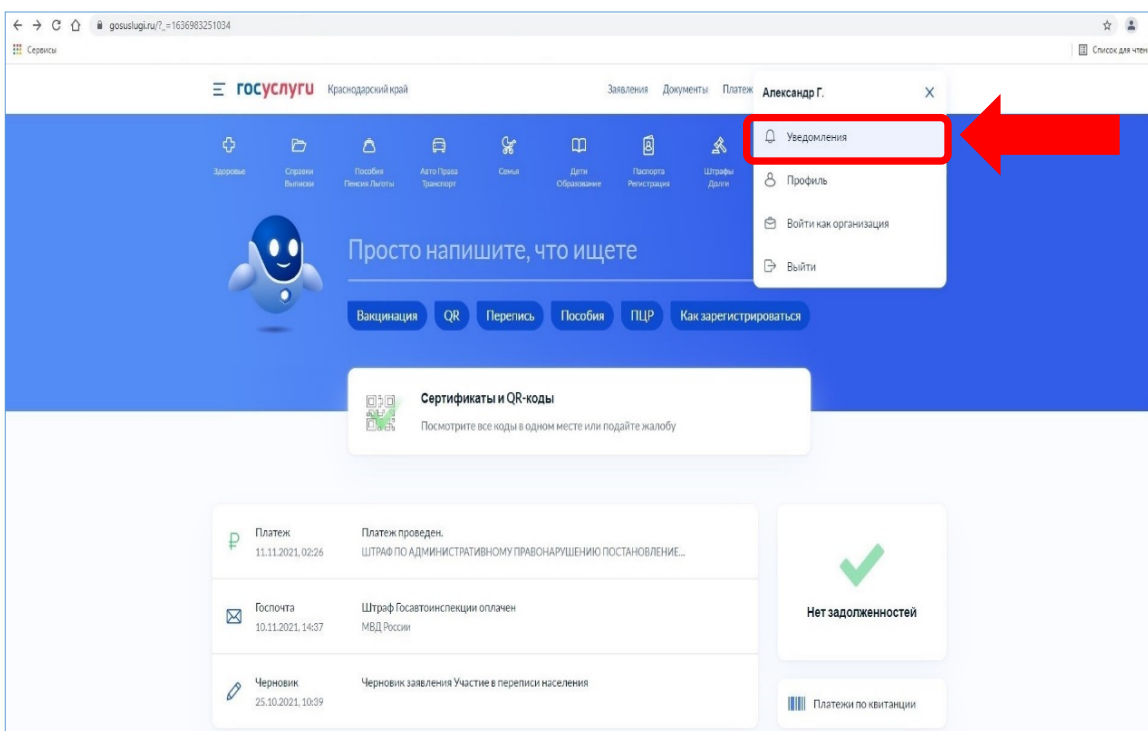 gosuslugi.ru/?_=1636983251034
Сервисы
Список для чтен
госуслуги Краснодарский край Заявления Документы Платеж
Александр Г.
Уведомления
Профиль
Войти как организация
Выйти
Здоровье
Справки
Выписки
Пособия
Пенсия Льготы
Авто Права
Транспорт
Семья
Дети
Образование
Паспорта
Регистрация
Штрафы
Долги
Просто напишите, что ищете
Вакцинация QR Перепись Пособия ПЦР Как зарегистрироваться
Сертификаты и QR-коды
Посмотрите все коды в одном месте или подайте жалобу
Платеж
11.11.2021, 02:26
Платеж проведен.
ШТРАФ ПО АДМИНИСТРАТИВНОМУ ПРАВОНАРУШЕНИЮ ПОСТАНОВЛЕНИЕ...
Госпочта
10.11.2021, 14:37
Штраф Госавтоинспекции оплачен
МВД России
Черновик
25.10.2021, 10:39
Черновик заявления Участие в переписи населения
Нет задолженностей
Платежи по квитанции